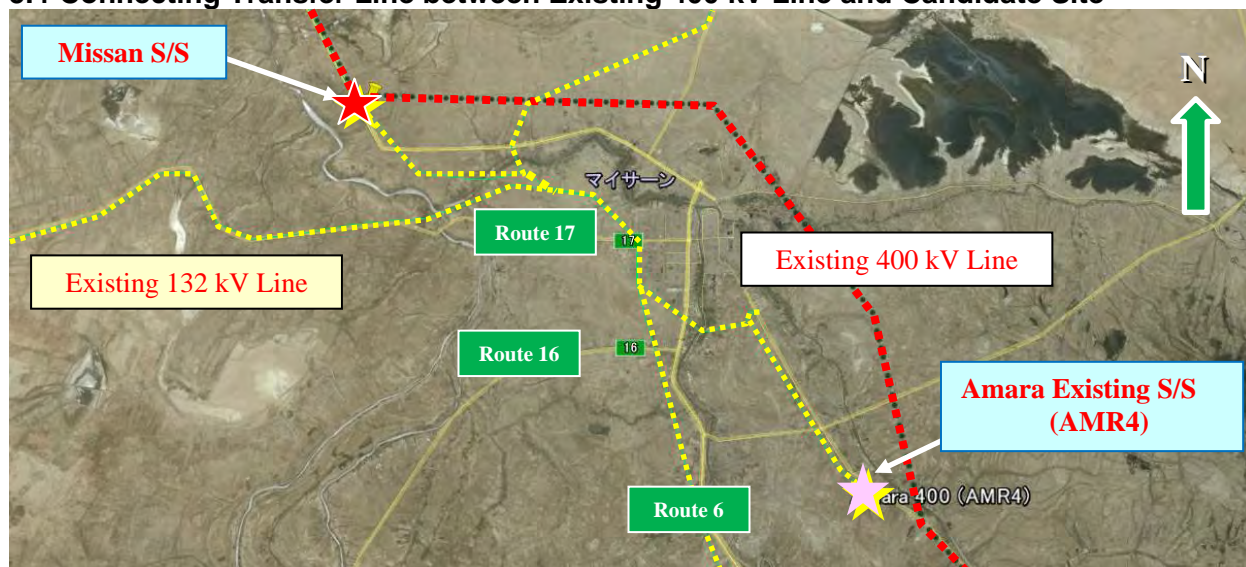 Missan S/S
N
マイサーン
Route 17
17
Existing 400 kV Line
Existing 132 kV Line
Route 16
16
Amara Existing S/S
(AMR4)
ara 400 (AMR4)
Route 6